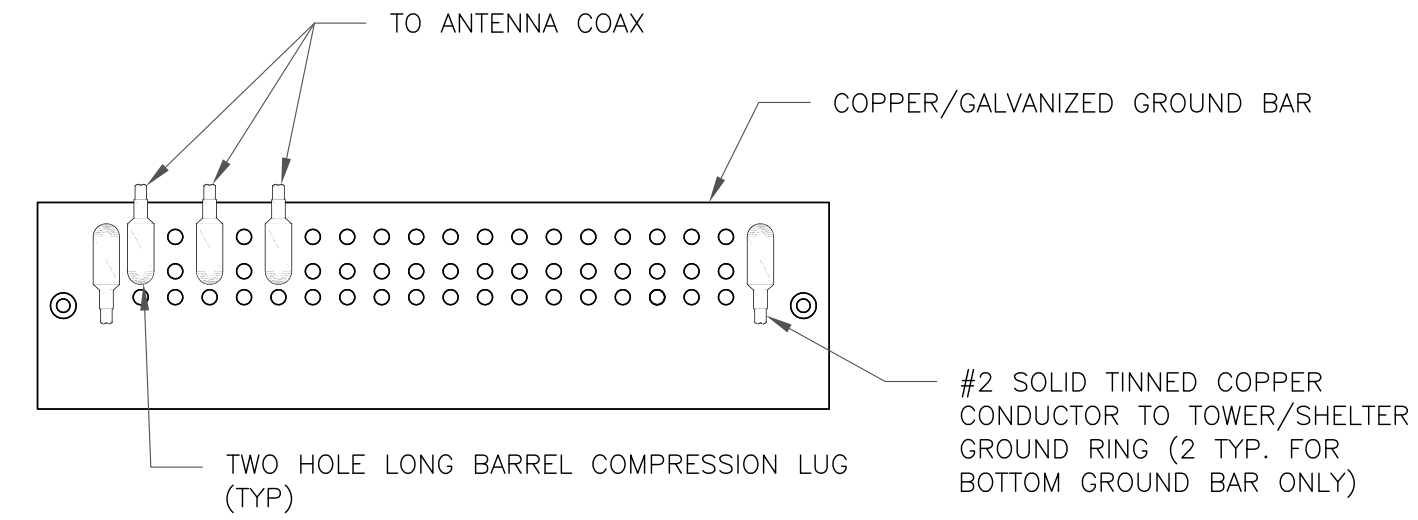 TO ANTENNA COAX
COPPER/GALVANIZED GROUND BAR
#2 SOLID TINNED COPPER
CONDUCTOR TO TOWER/SHELTER
GROUND RING (2 TYP. FOR
BOTTOM GROUND BAR ONLY)
TWO HOLE LONG BARREL COMPRESSION LUG
(TYP)